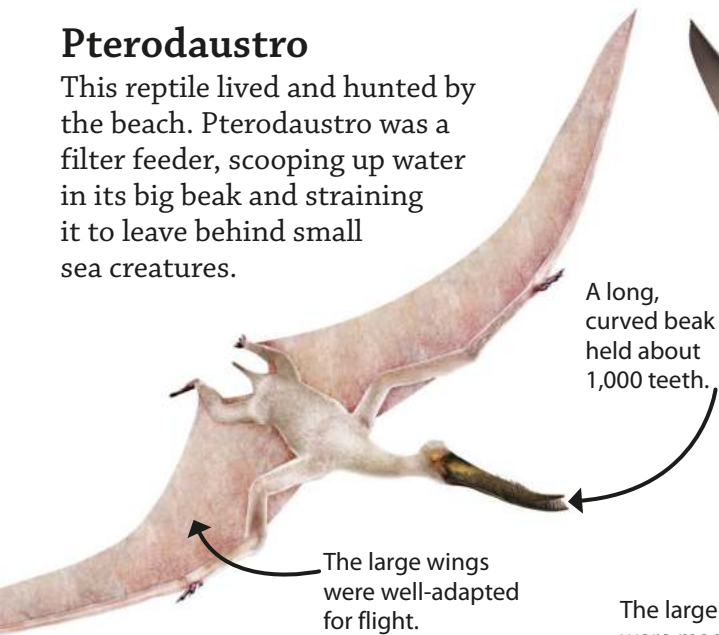 Pterodaustro
This reptile lived and hunted by
the beach. Pterodaustro was a
filter feeder, scooping up water
in its big beak and straining
it to leave behind small
sea creatures.
A long,
curved beak
held about
1,000 teeth.
The large wings
were well-adapted
for flight.
The large